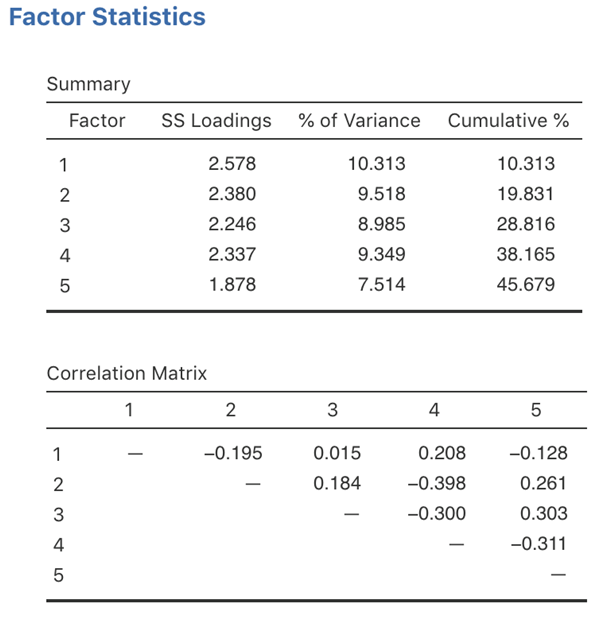 Factor Statistics
Summary
Factor SS Loadings % of Variance Cumulative %
1 2.578 10.313 10.313
2 2.380 9.518 19.831
3 2.246 8.985 28.816
4 2.337 9.349 38.165
5 1.878 7.514 45.679
Correlation Matrix
1 2 3 4 5
1 — −0.195 0.015 0.208 −0.128
2 — 0.184 −0.398 0.261
3 — −0.300 0.303
4 — −0.311
5 —